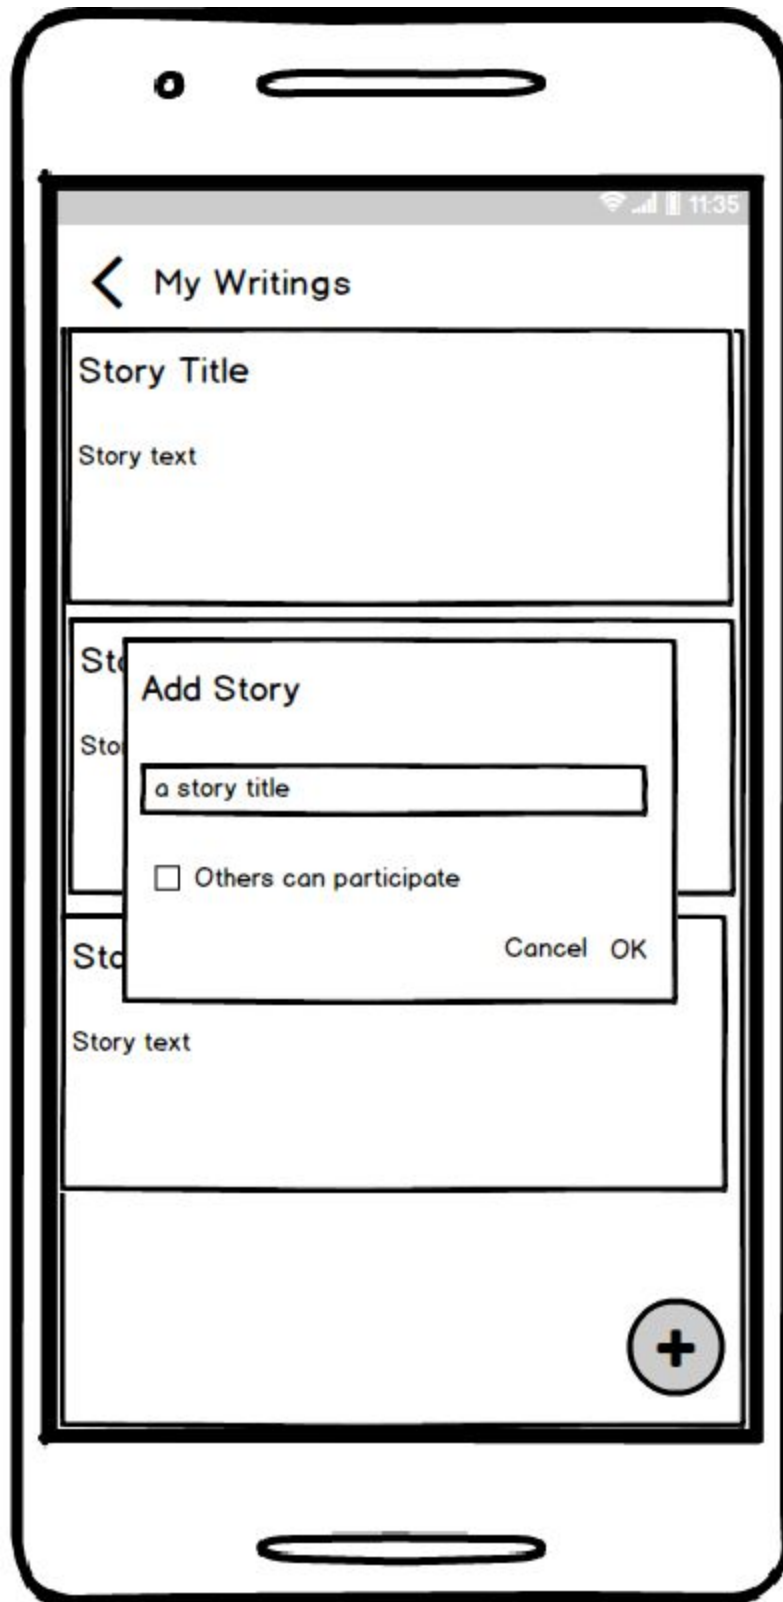 11:35
My Writings
Story Title
Story text
Sto
Add Story
Stor
a story title
Others can participate
Cancel OK
Sto
Story text